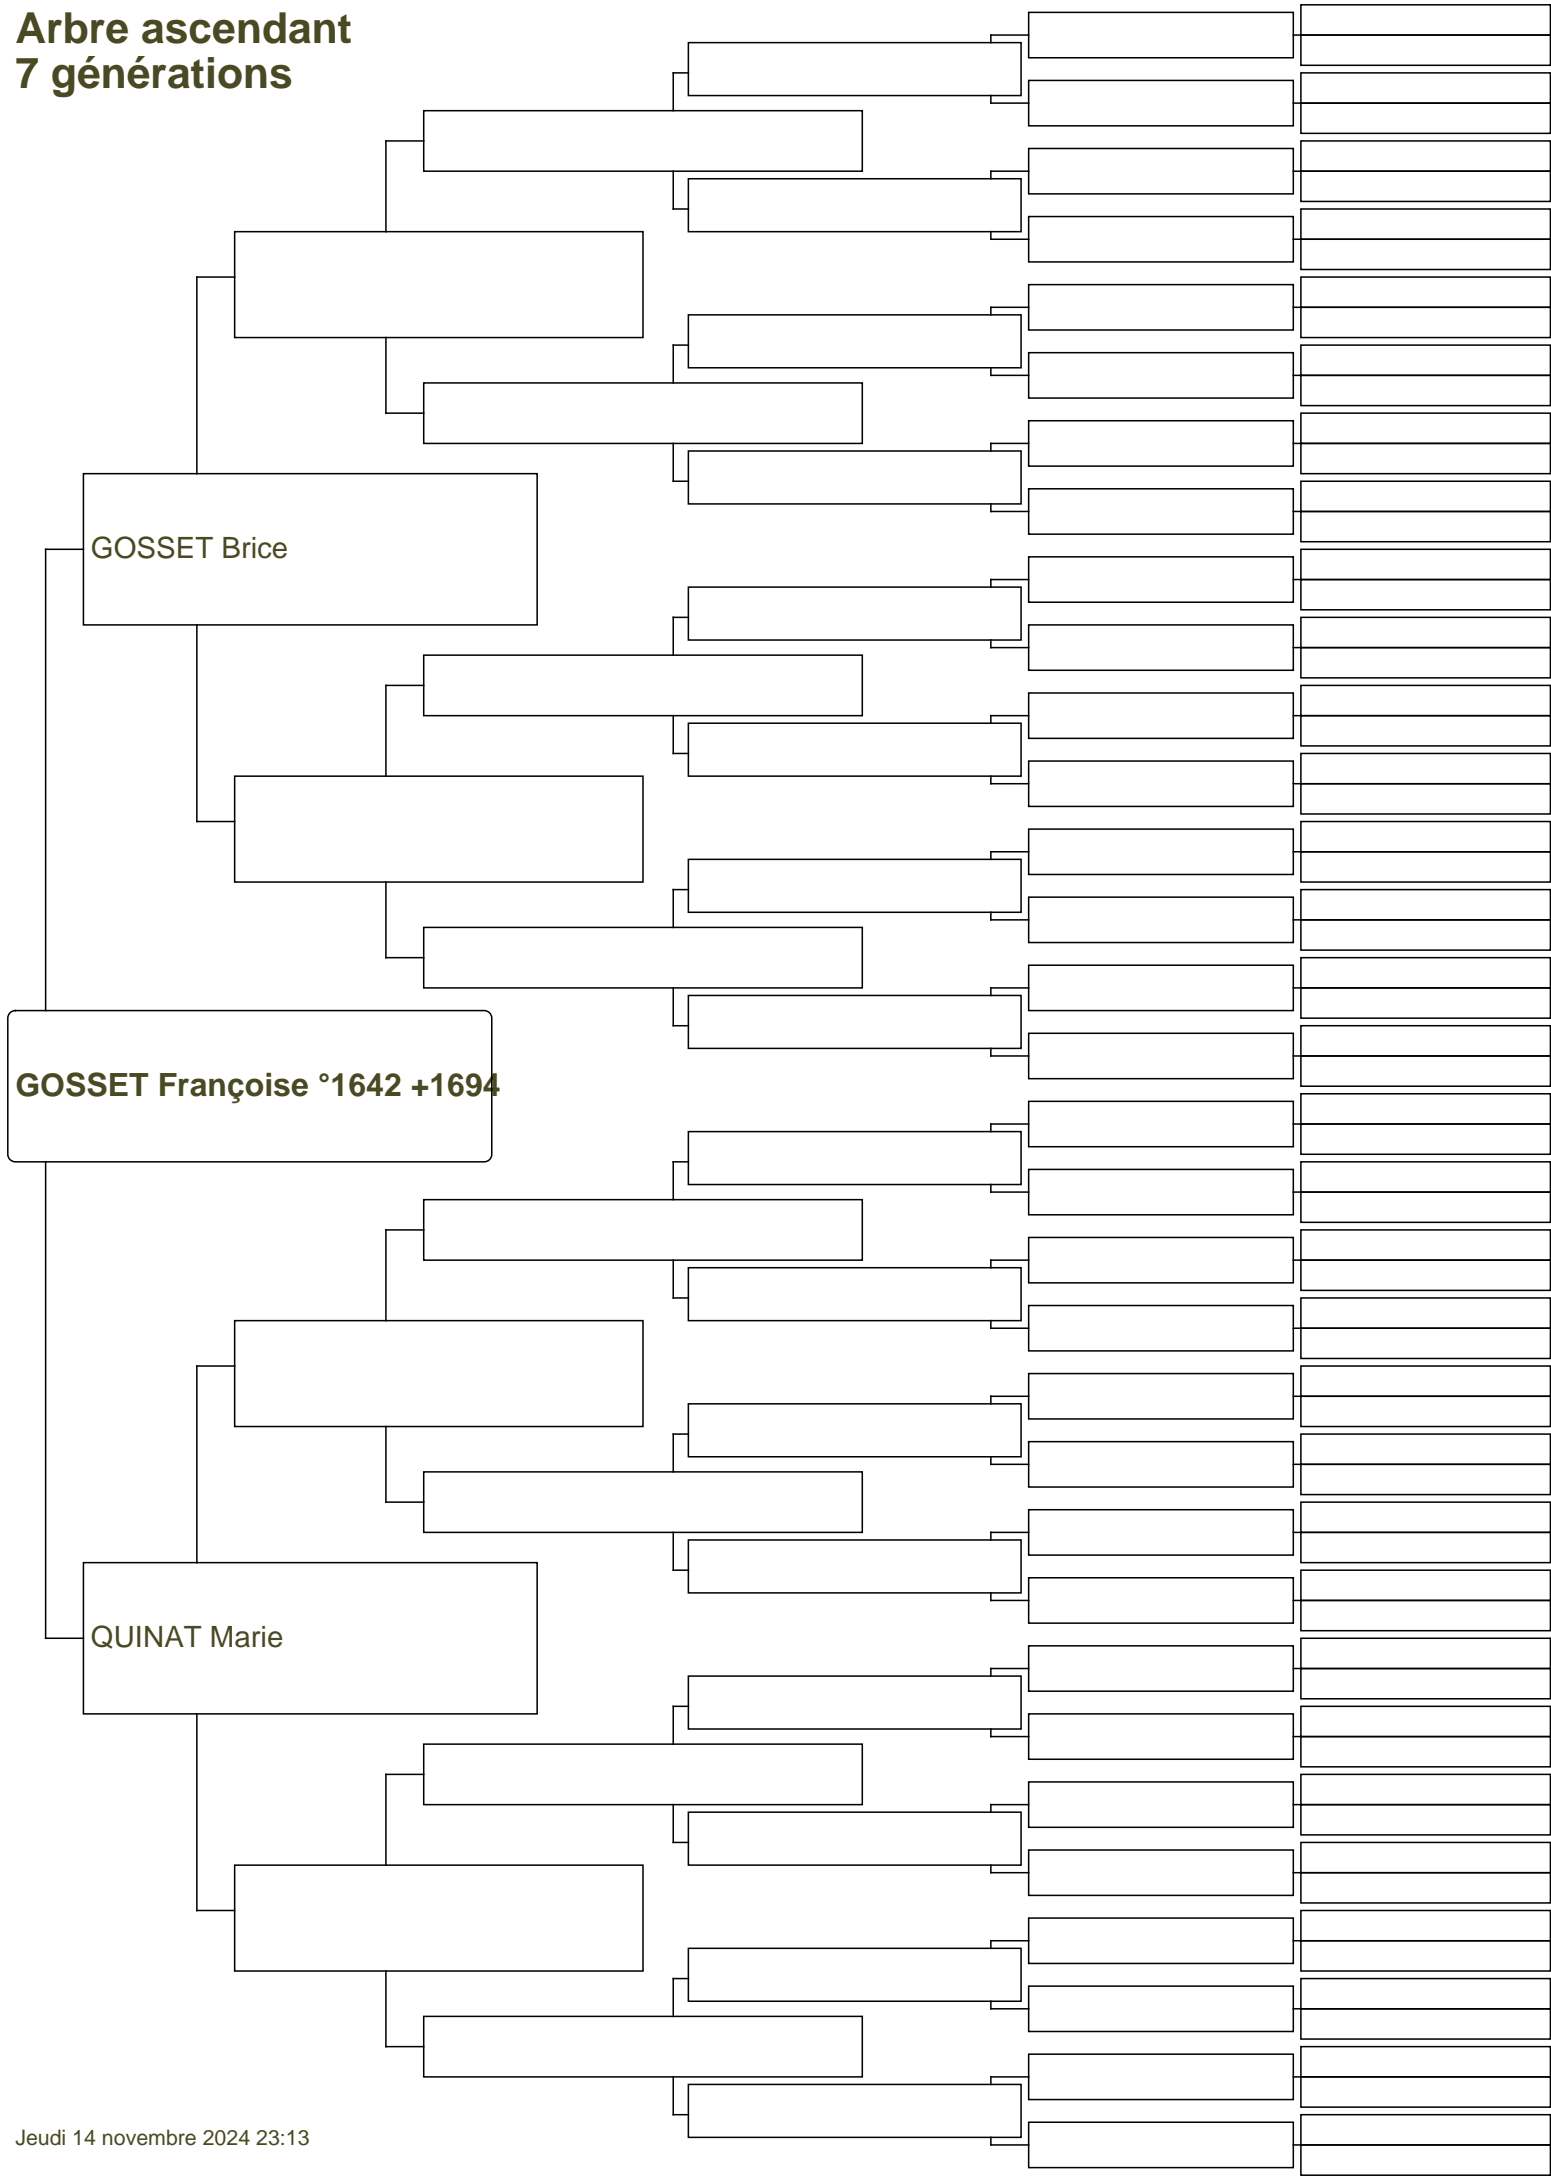 Arbre ascendant
7 générations
GOSSET Brice
GOSSET Françoise °1642 +1694
QUINAT Marie
Jeudi 14 novembre 2024 23:13